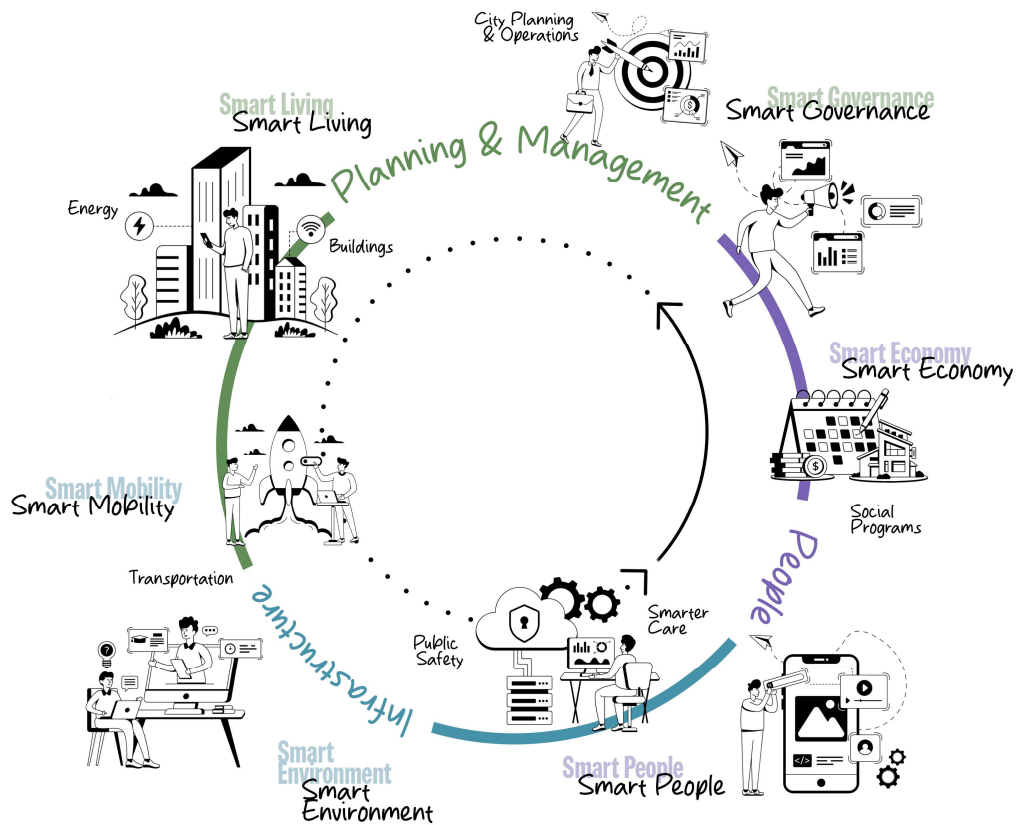 City Planning
& Operations
Smart Living
Smart Living
Smart Governance
Smart Governance
Planning & Management
Energy
Buildings
Smart Economy
Smart Economy
Smart Mobility
Smart Mobility
Social
Programs
People
Transportation
Infrastructure
Public
Safety
Smarter
Care
Smart
Environment
Smart
Environment
Smart People
Smart People